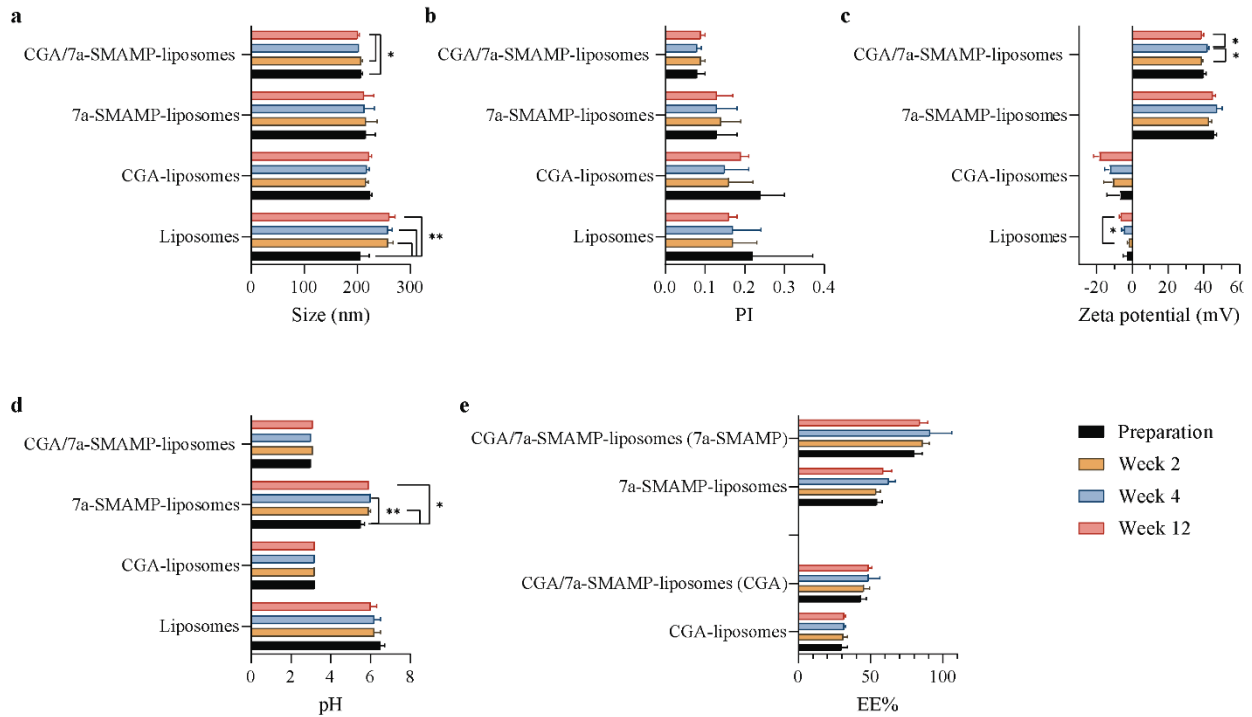 a
CGA/7a-SMAMP-liposomes
7a-SMAMP-liposomes
CGA-liposomes
Liposomes
*
**
0 100 200 300
Size (nm)
b
CGA/7a-SMAMP-liposomes
7a-SMAMP-liposomes
CGA-liposomes
Liposomes
0.0 0.1 0.2 0.3 0.4
PI
c
CGA/7a-SMAMP-liposomes
7a-SMAMP-liposomes
CGA-liposomes
Liposomes
*
*
*
-20 0 20 40 60
Zeta potential (mV)
d
CGA/7a-SMAMP-liposomes
7a-SMAMP-liposomes
CGA-liposomes
Liposomes
**
*
0 2 4 6 8
pH
e
CGA/7a-SMAMP-liposomes (7a-SMAMP)
7a-SMAMP-liposomes
CGA/7a-SMAMP-liposomes (CGA)
CGA-liposomes
0 50 100
EE%
Preparation
Week 2
Week 4
Week 12